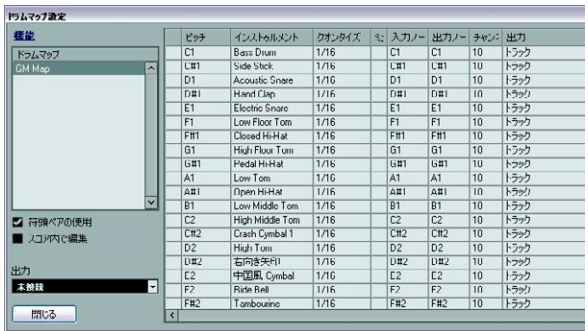 ドラムマップ設定
機能
ドラムマップ
GM Map
符頭ペアの使用
スコア内で編集
出力
未接続
閉じる
ピッチ インストゥルメント クオンタイズ ミュ 入力ノー 出力ノー チャンネ 出力
C1 Bass Drum 1/16 C1 C1 10 トラック
C#1 Side Stick 1/16 C#1 C#1 10 トラック
D1 Acoustic Snare 1/16 D1 D1 10 トラック
D#1 Hand Clap 1/16 D#1 D#1 10 トラック
E1 Electric Snare 1/16 E1 E1 10 トラック
F1 Low Floor Tom 1/16 F1 F1 10 トラック
F#1 Closed Hi-Hat 1/16 F#1 F#1 10 トラック
G1 High Floor Tom 1/16 G1 G1 10 トラック
G#1 Pedal Hi-Hat 1/16 G#1 G#1 10 トラック
A1 Low Tom 1/16 A1 A1 10 トラック
A#1 Open Hi-Hat 1/16 A#1 A#1 10 トラック
B1 Low Middle Tom 1/16 B1 B1 10 トラック
C2 High Middle Tom 1/16 C2 C2 10 トラック
C#2 Crash Cymbal 1 1/16 C#2 C#2 10 トラック
D2 High Tom 1/16 D2 D2 10 トラック
D#2 右向き矢印 1/16 D#2 D#2 10 トラック
E2 中国風, Cymbal 1/16 E2 E2 10 トラック
F2 Ride Bell 1/16 F2 F2 10 トラック
F#2 Tambourine 1/16 F#2 F#2 10 トラック